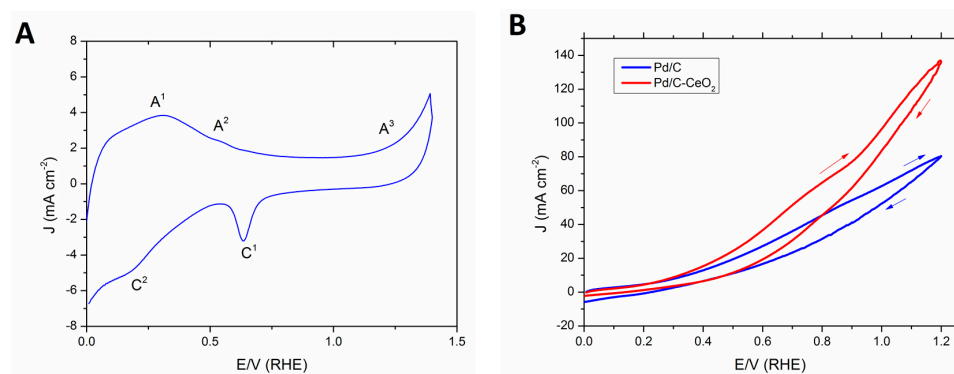 A
8
6
4
2
0
-2
-4
-6
-8
J (mA cm⁻²)
A¹
A²
A³
C¹
C²
0.0 0.5 1.0 1.5
E/V (RHE)
B
140
120
100
80
60
40
20
0
-20
J (mA cm⁻²)
Pd/C
Pd/C-CeO₂
0.0 0.2 0.4 0.6 0.8 1.0 1.2
E/V (RHE)